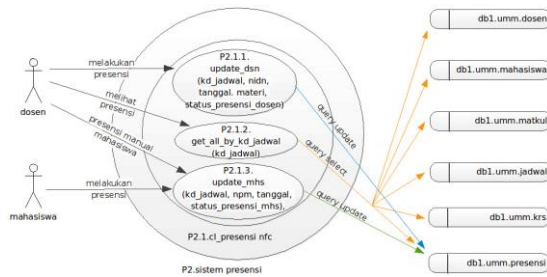 melakukan
presensi
dosen
melihat
presensi
presensi manual
mahasiswa
melakukan
presensi
mahasiswa
P2.1.1.
update_dsn
(kd_jadwal, nidn,
tanggal. materi,
status_presensi_dosen)
P2.1.2.
get_all_by_kd_jadwal
(kd_jadwal)
P2.1.3.
update_mhs
(kd_jadwal, npm, tanggal,
status_presensi_mhs),
P2.1.cl_presensi nfc
P2.sistem presensi
query update
query select
query update
db1.umm.dosen
db1.umm.mahasiswa
db1.umm.matkul
db1.umm.jadwal
db1.umm.krs
db1.umm.presensi